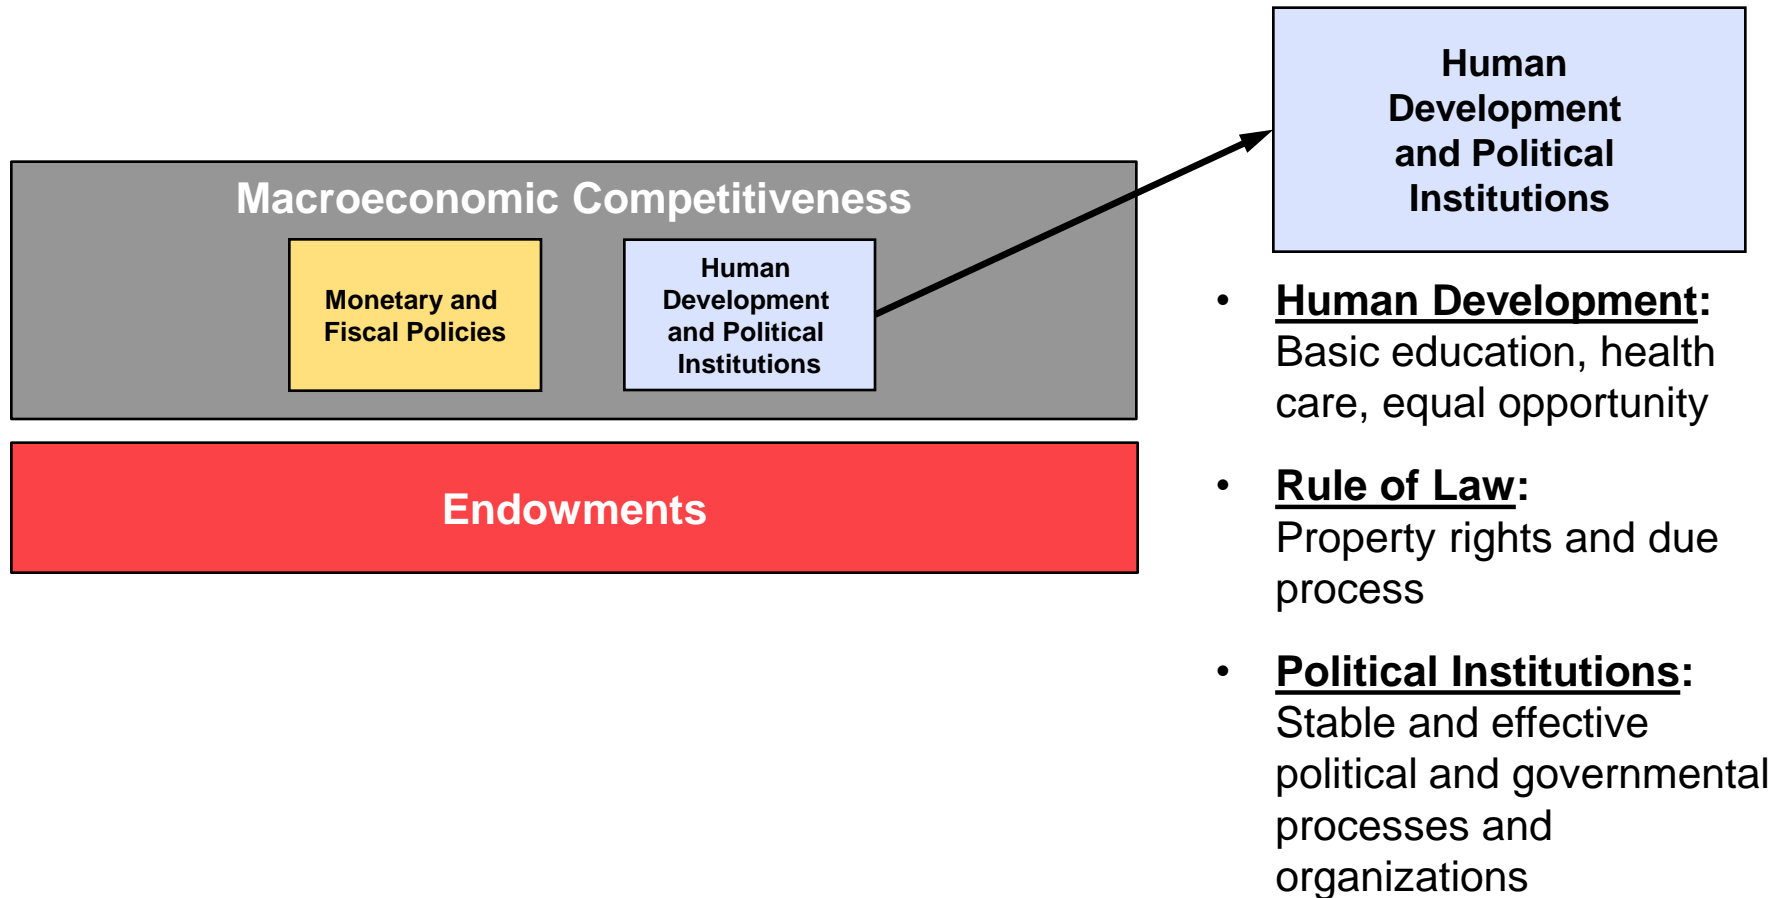 Macroeconomic Competitiveness
Monetary and
Fiscal Policies
Human
Development
and Political
Institutions
Endowments
Human
Development
and Political
Institutions
• Human Development:
Basic education, health
care, equal opportunity
• Rule of Law:
Property rights and due
process
• Political Institutions:
Stable and effective
political and governmental
processes and
organizations